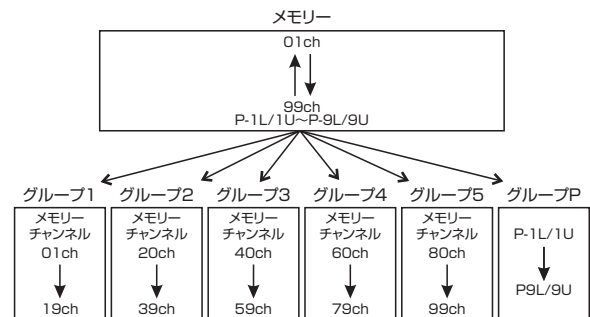 メモリー
01ch
99ch
P-1L/1U～P-9L/9U
グループ1
メモリー
チャンネル
01ch
19ch
グループ2
メモリー
チャンネル
20ch
39ch
グループ3
メモリー
チャンネル
40ch
59ch
グループ4
メモリー
チャンネル
60ch
79ch
グループ5
メモリー
チャンネル
80ch
99ch
グループP
P-1L/1U
P9L/9U